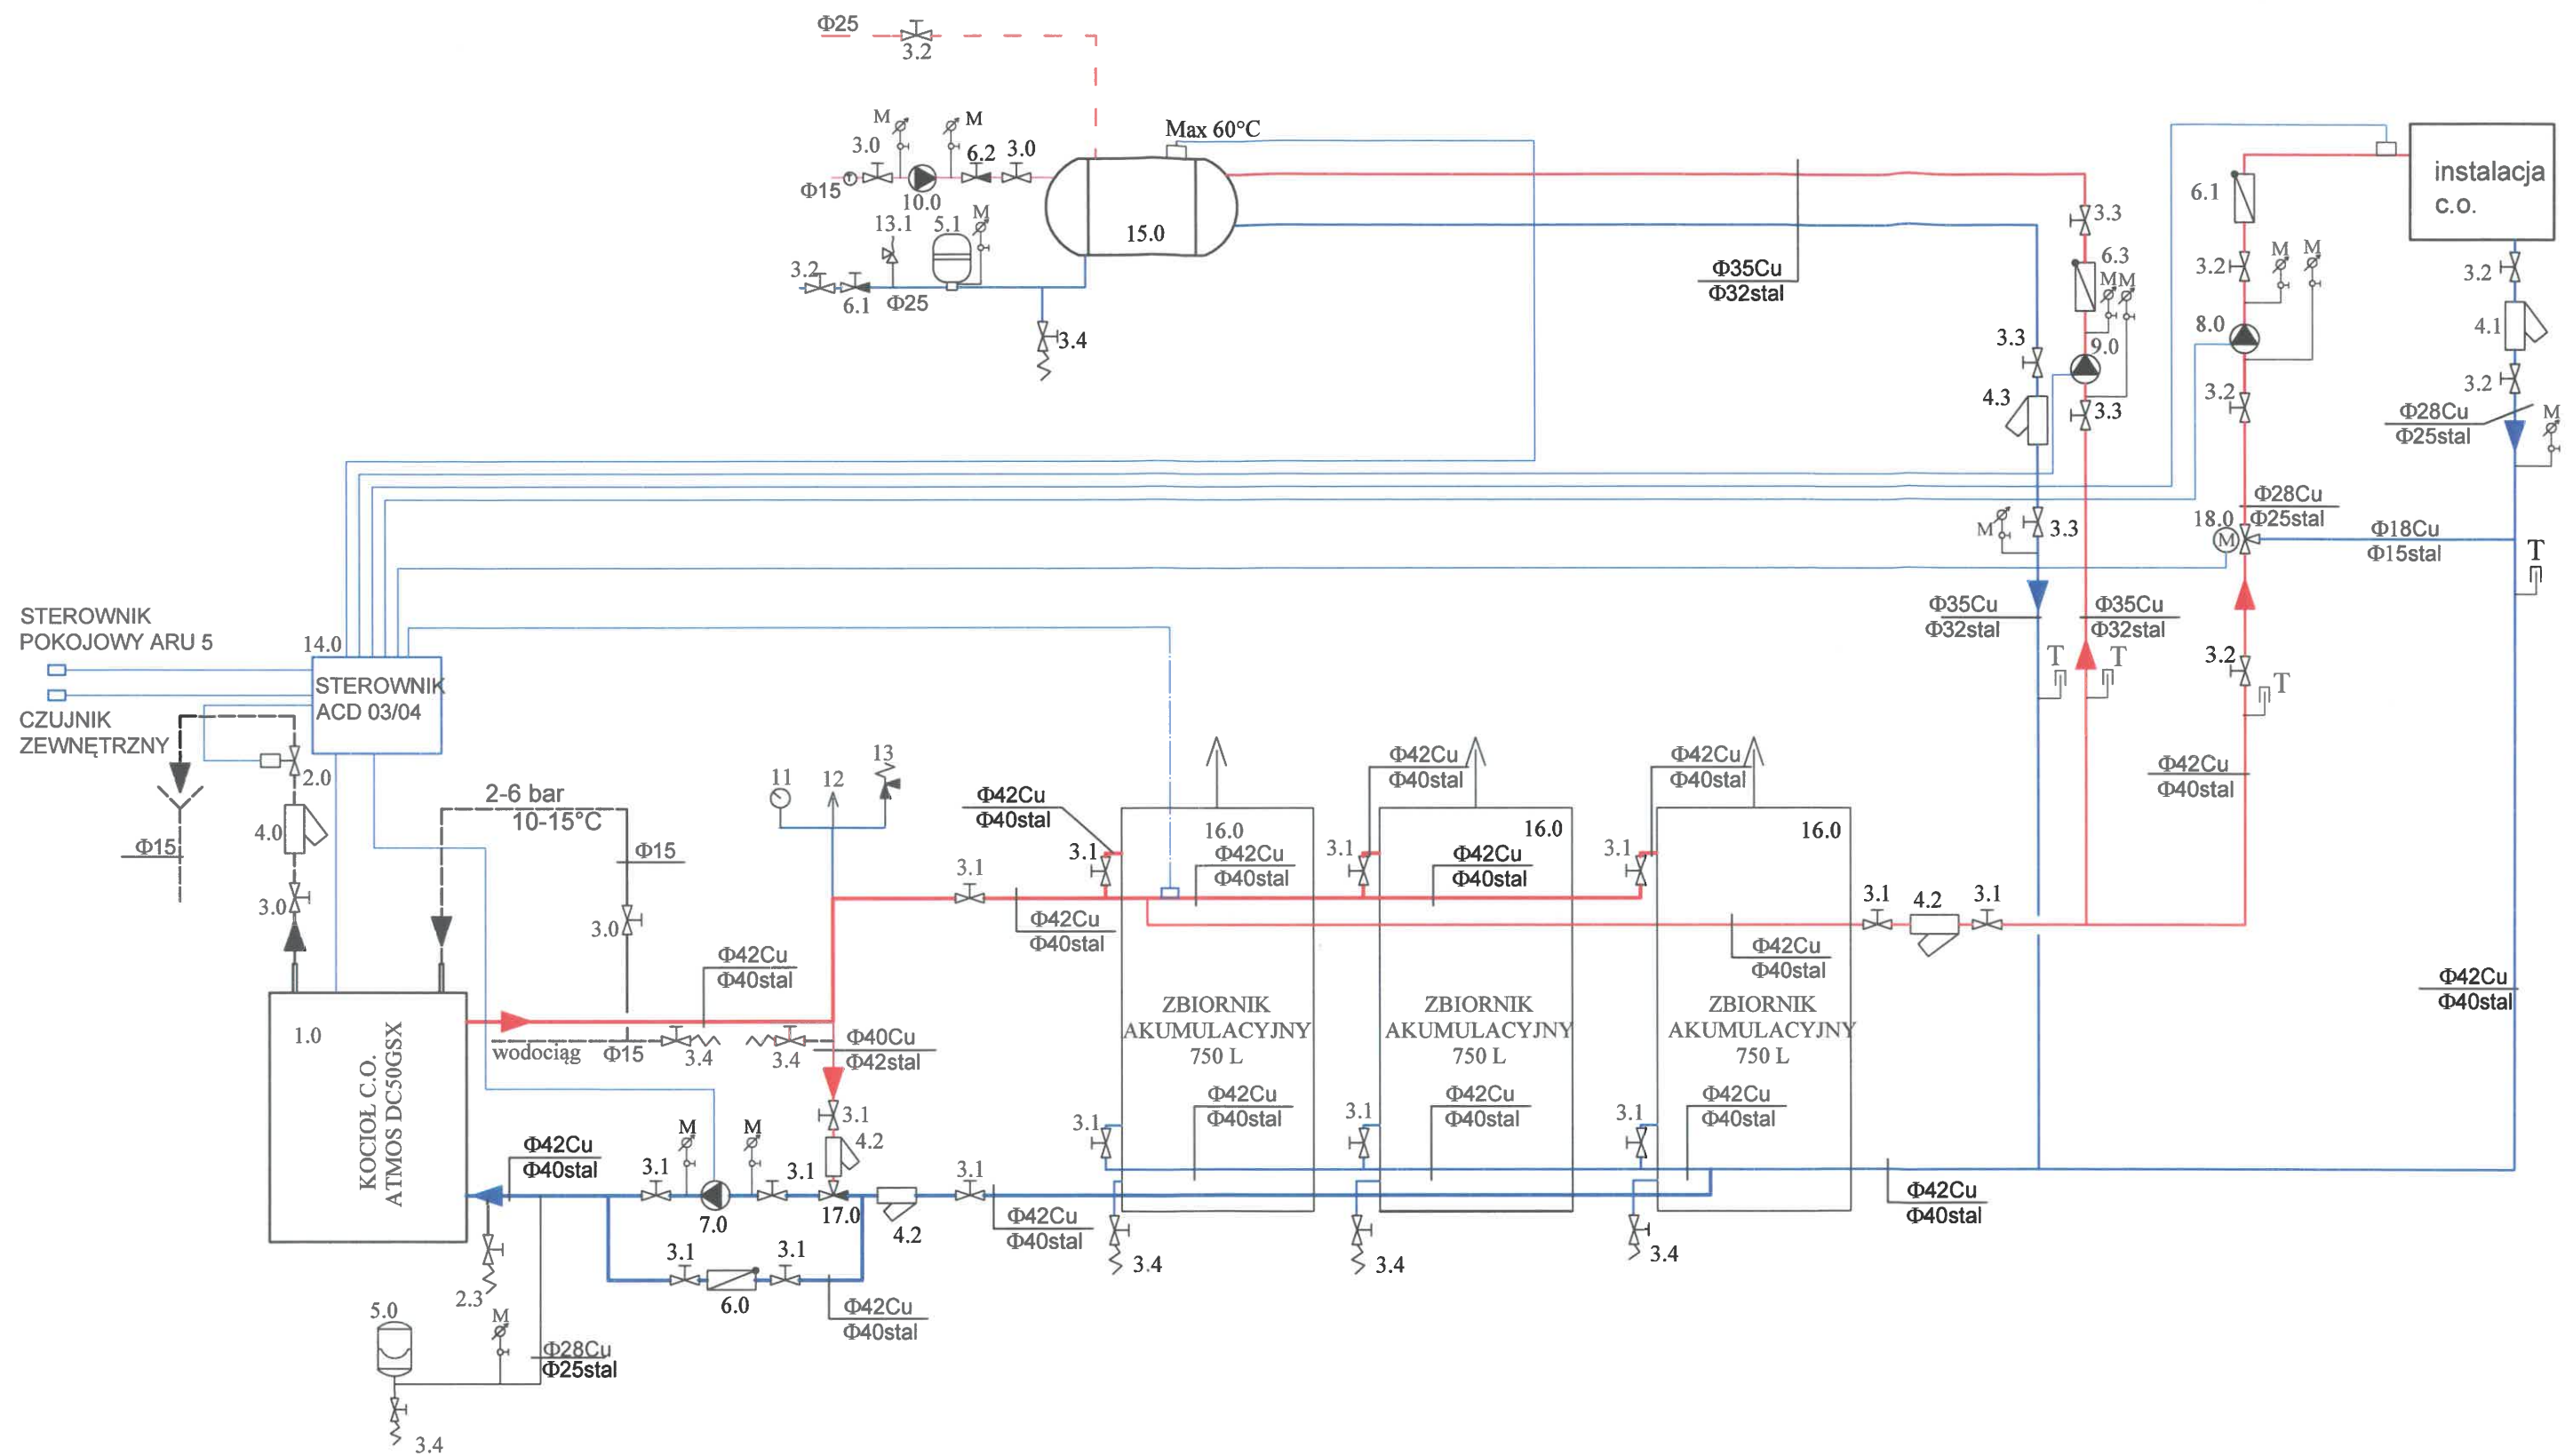 Φ25
3.2
M
M
3.0
6.2
3.0
Max 60°C
Φ15
10.0
13.1
5.1
M
15.0
3.2
6.1
Φ25
3.4
Φ35Cu
Φ32stal
3.3
6.3
MM
9.0
3.3
3.3
4.3
M
3.3
Φ35Cu
Φ32stal
Φ35Cu
Φ32stal
T
T
instalacja
c.o.
6.1
3.2
M
M
8.0
3.2
3.2
4.1
3.2
Φ28Cu
Φ25stal
M
Φ28Cu
Φ25stal
18.0
M
Φ18Cu
Φ15stal
T
3.2
T
Φ42Cu
Φ40stal
Φ42Cu
Φ40stal
STEROWNIK
POKOJOWY ARU 5
14.0
STEROWNIK
ACD 03/04
CZUJNIK
ZEWNĘTRZNY
2.0
4.0
Φ15
3.0
2-6 bar
10-15°C
Φ15
3.0
11
12
13
3.1
Φ42Cu
Φ40stal
Φ42Cu
Φ40stal
3.1
16.0
Φ42Cu
Φ40stal
Φ42Cu
Φ40stal
3.1
16.0
Φ42Cu
Φ40stal
Φ42Cu
Φ40stal
3.1
16.0
3.1
4.2
3.1
Φ42Cu
Φ40stal
1.0
KOCIOŁ C.O.
ATMOS DC50GSX
Φ42Cu
Φ40stal
wodociąg
Φ15
3.4
3.4
Φ40Cu
Φ42stal
ZBIORNIK
AKUMULACYJNY
750 L
ZBIORNIK
AKUMULACYJNY
750 L
ZBIORNIK
AKUMULACYJNY
750 L
3.1
4.2
Φ42Cu
Φ40stal
3.1
M
M
3.1
7.0
17.0
4.2
3.1
Φ42Cu
Φ40stal
3.1
Φ42Cu
Φ40stal
3.1
Φ42Cu
Φ40stal
3.1
Φ42Cu
Φ40stal
Φ42Cu
Φ40stal
3.4
3.4
3.4
3.1
3.1
6.0
Φ42Cu
Φ40stal
2.3
5.0
M
Φ28Cu
Φ25stal
3.4